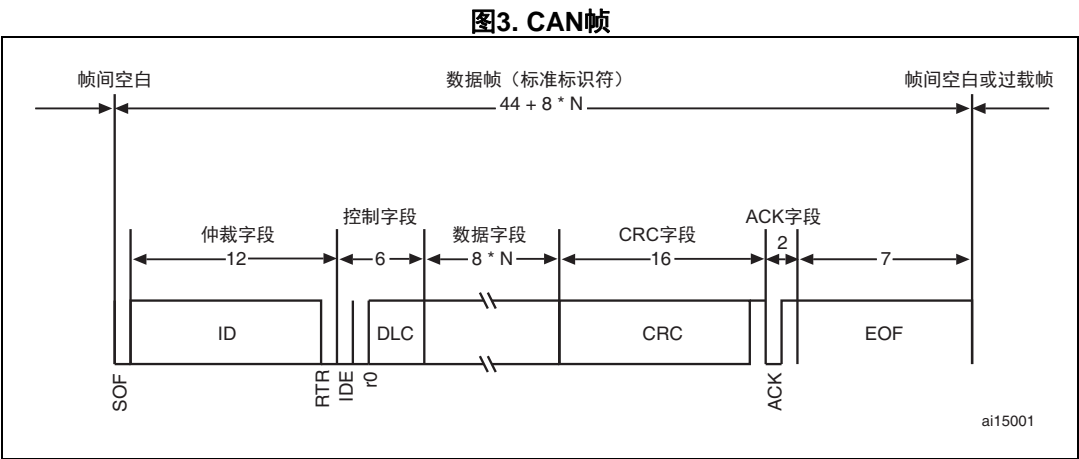 图3. CAN帧
帧间空白
数据帧（标准标识符）
帧间空白或过载帧
44 + 8 * N
仲裁字段
控制字段
数据字段
CRC字段
ACK字段
12
6
8 * N
16
2
7
ID
DLC
CRC
EOF
SOF
RTR
IDE
r0
ACK
ai15001